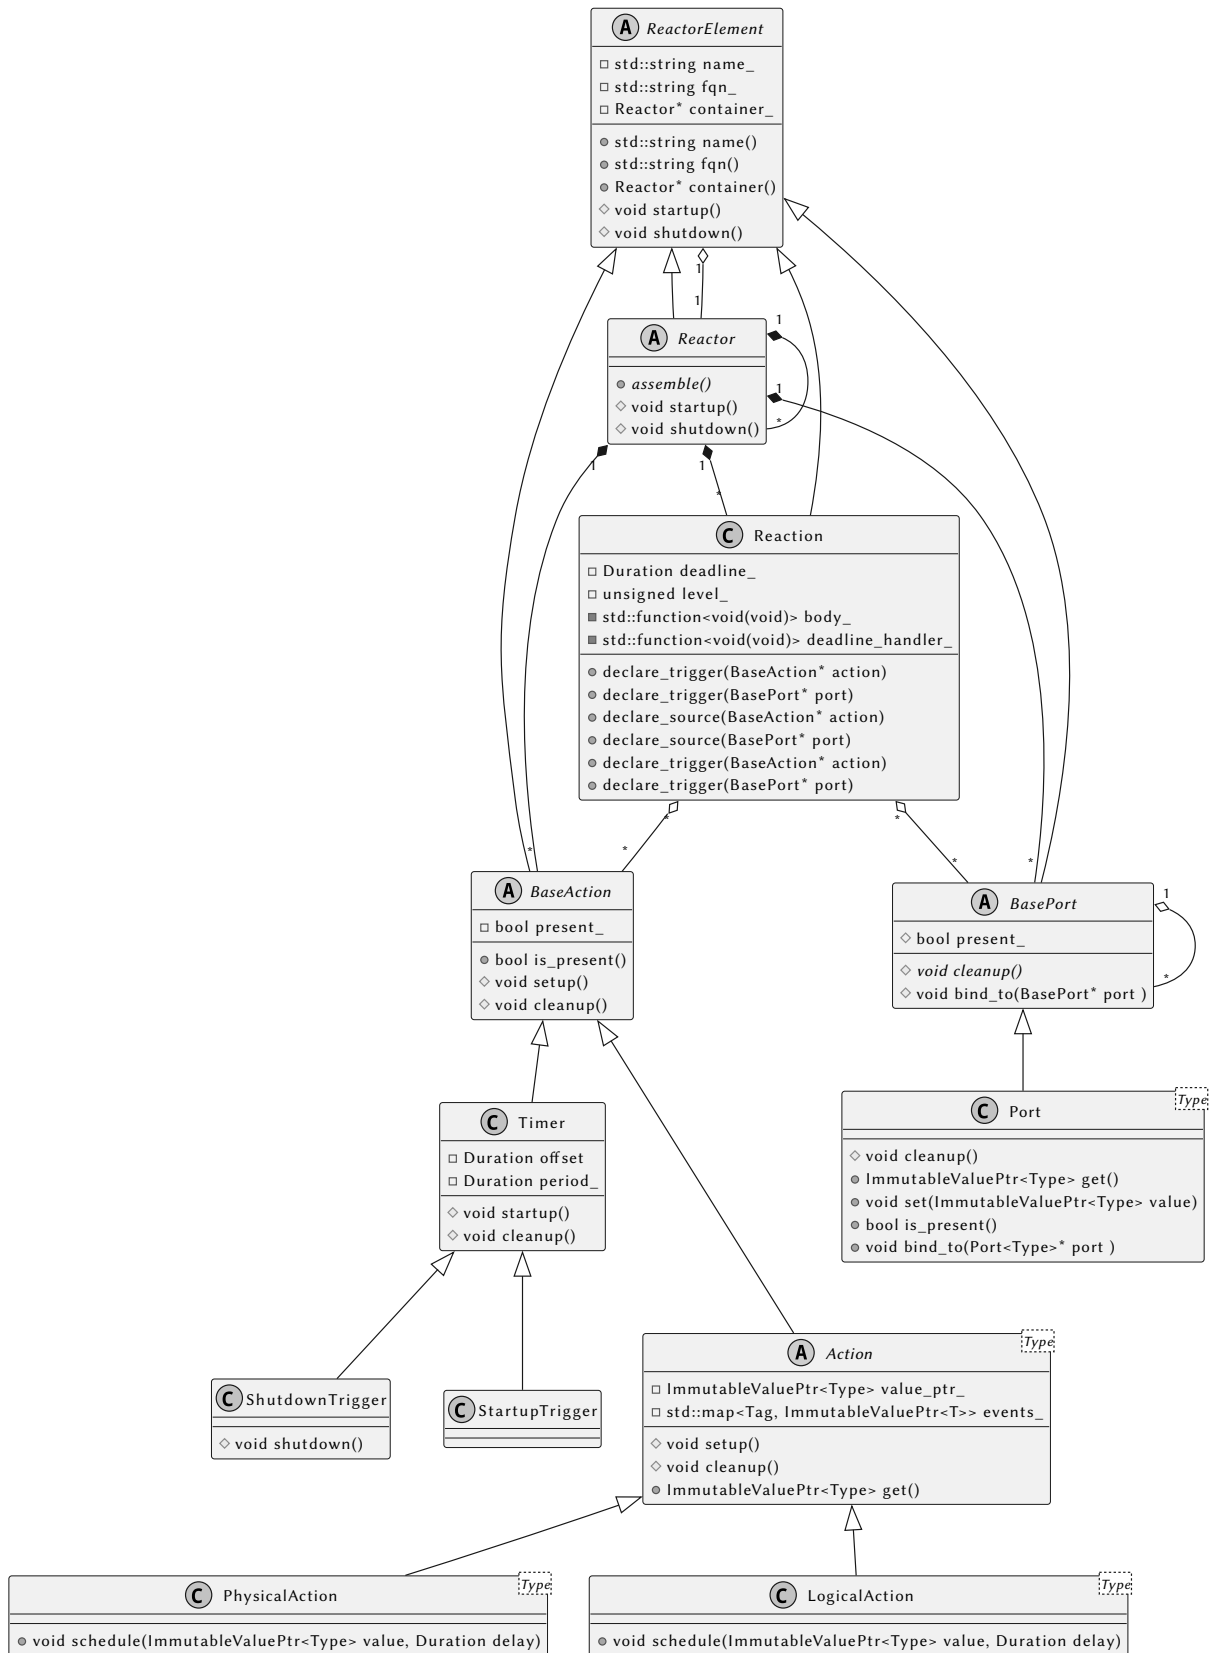 A ReactorElement
std::string name_
std::string fqn_
Reactor* container_
std::string name()
std::string fqn()
Reactor* container()
void startup()
void shutdown()
1
1
1
A Reactor
assemble()
void startup()
void shutdown()
1
*
1
1
*
C Reaction
Duration deadline_
unsigned level_
std::function<void(void)> body_
std::function<void(void)> deadline_handler_
declare_trigger(BaseAction* action)
declare_trigger(BasePort* port)
declare_source(BaseAction* action)
declare_source(BasePort* port)
declare_trigger(BaseAction* action)
declare_trigger(BasePort* port)
* *
* * * *
A BaseAction
bool present_
bool is_present()
void setup()
void cleanup()
1
A BasePort
bool present_
void cleanup()
void bind_to(BasePort* port )
*
C Timer
Duration offset
Duration period_
void startup()
void cleanup()
Type
C Port
void cleanup()
ImmutableValuePtr<Type> get()
void set(ImmutableValuePtr<Type> value)
bool is_present()
void bind_to(Port<Type>* port )
C ShutdownTrigger
void shutdown()
C StartupTrigger
Type
A Action
ImmutableValuePtr<Type> value_ptr_
std::map<Tag, ImmutableValuePtr<T>> events_
void setup()
void cleanup()
ImmutableValuePtr<Type> get()
Type
C PhysicalAction
void schedule(ImmutableValuePtr<Type> value, Duration delay)
Type
C LogicalAction
void schedule(ImmutableValuePtr<Type> value, Duration delay)